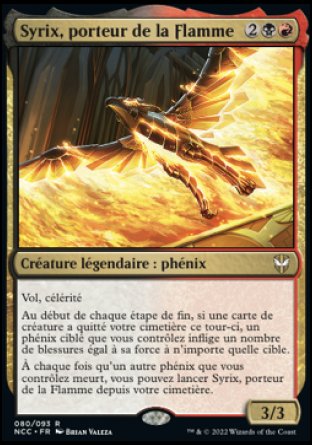 Syrix, porteur de la Flamme 2
Créature légendaire : phénix
Vol, célérité
Au début de chaque étape de fin, si une carte de
créature a quitté votre cimetière ce tour-ci, un
phénix ciblé que vous contrôlez inflige un nombre
de blessures égal à sa force à n'importe quelle cible.
À chaque fois qu'un autre phénix que vous
contrôlez meurt, vous pouvez lancer Syrix, porteur
de la Flamme depuis votre cimetière.
3/3
080/093 R
NCC • FR Brian Valeza
™ & © 2022 Wizards of the Coast